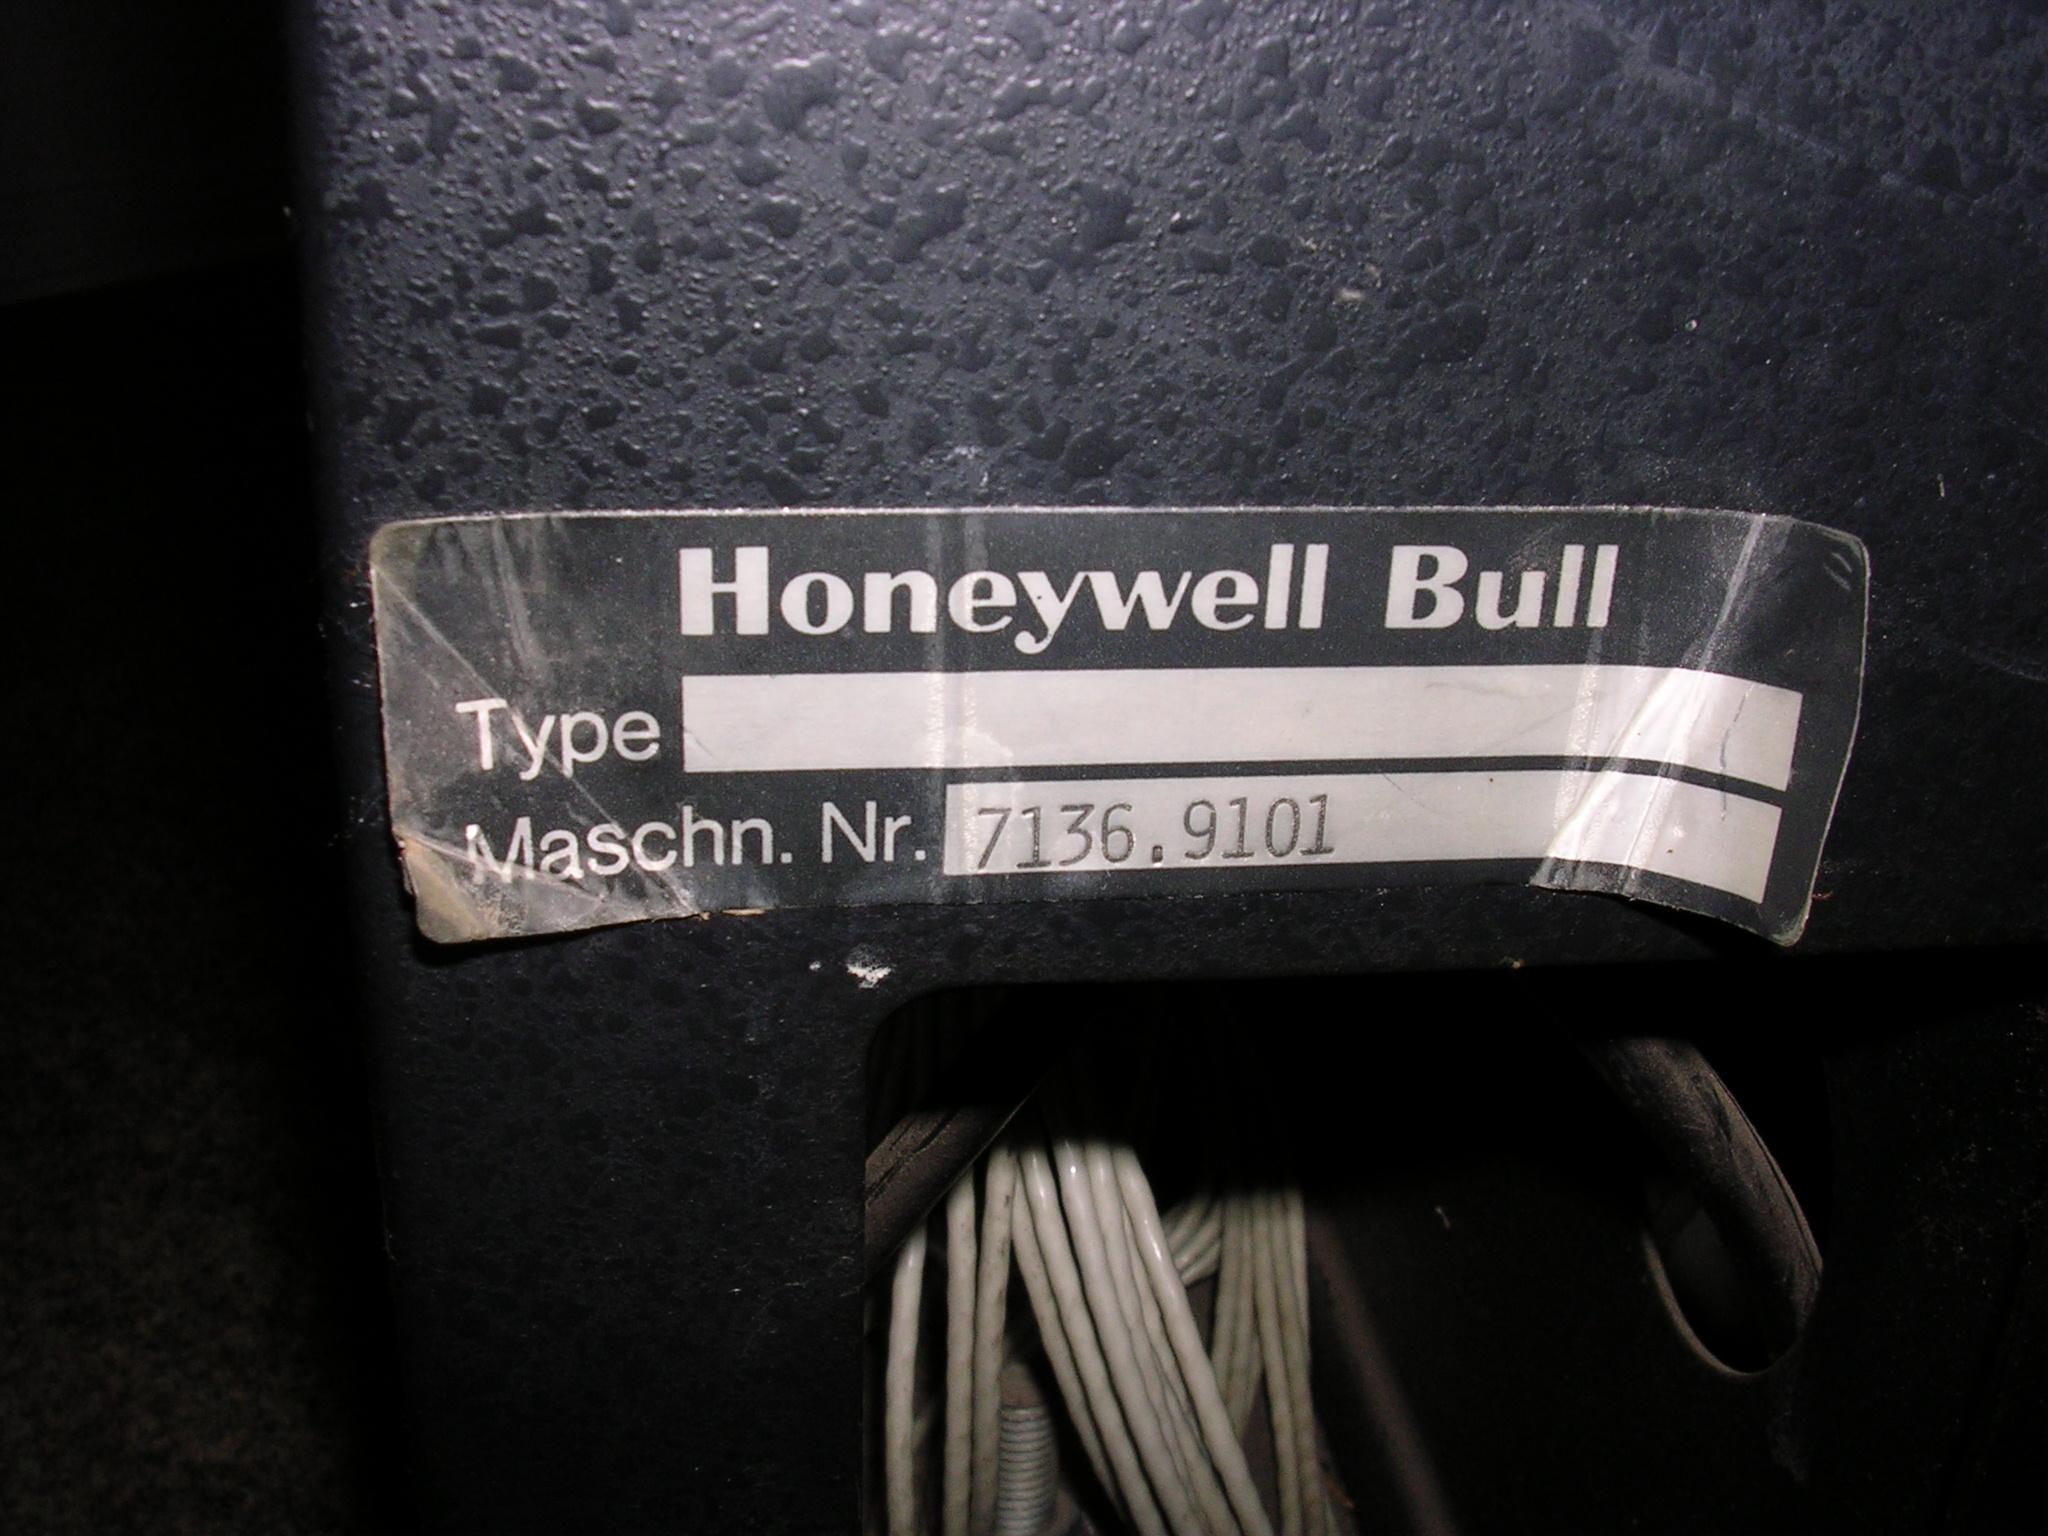 Honeywell Bull
Type
Maschn. Nr. 7136.9101